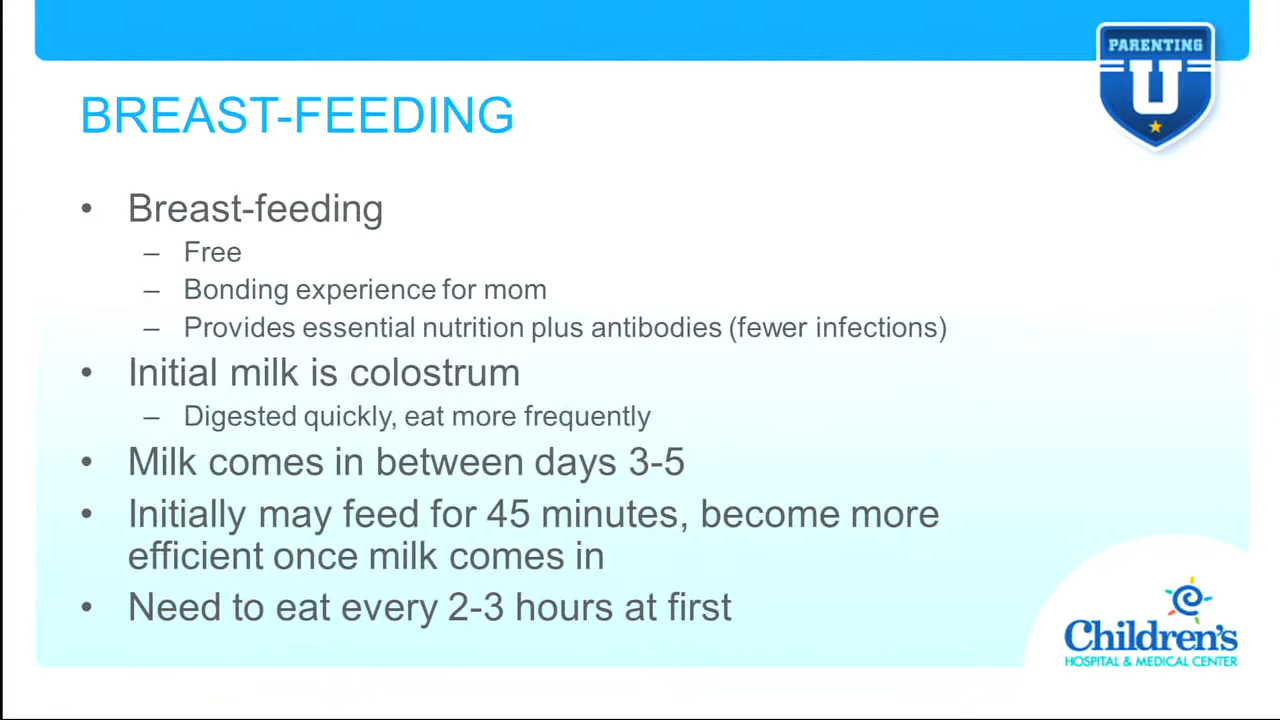 PARENTING
U
BREAST-FEEDING
• Breast-feeding
– Free
– Bonding experience for mom
– Provides essential nutrition plus antibodies (fewer infections)
• Initial milk is colostrum
– Digested quickly, eat more frequently
• Milk comes in between days 3-5
• Initially may feed for 45 minutes, become more
efficient once milk comes in
• Need to eat every 2-3 hours at first
Children's
HOSPITAL & MEDICAL CENTER